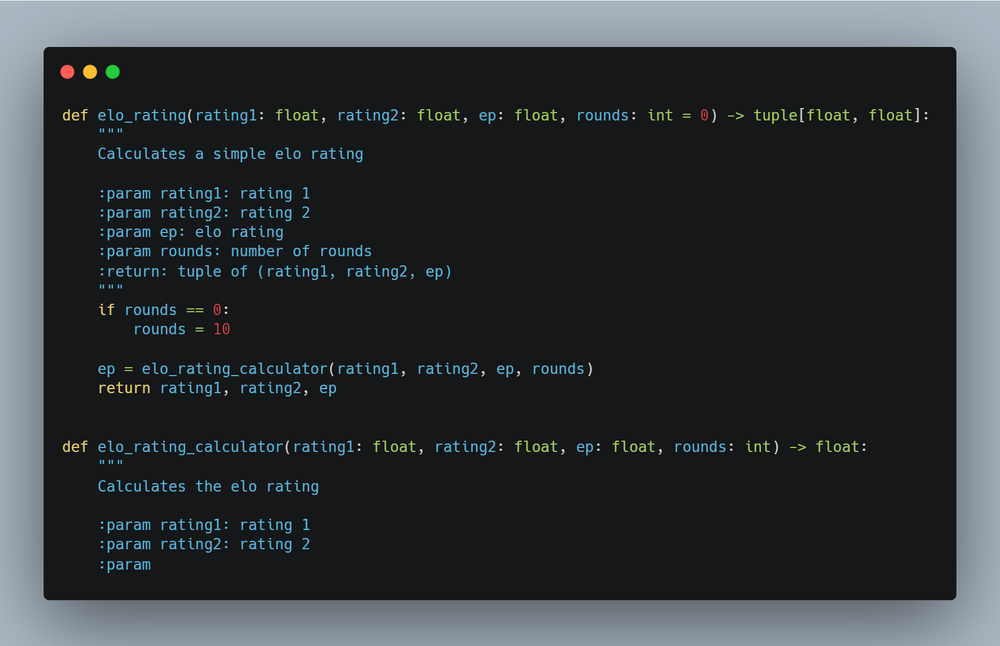 def elo_rating(rating1: float, rating2: float, ep: float, rounds: int = 0) -> tuple[float, float]:
    """
    Calculates a simple elo rating

    :param rating1: rating 1
    :param rating2: rating 2
    :param ep: elo rating
    :param rounds: number of rounds
    :return: tuple of (rating1, rating2, ep)
    """
    if rounds == 0:
        rounds = 10

    ep = elo_rating_calculator(rating1, rating2, ep, rounds)
    return rating1, rating2, ep


def elo_rating_calculator(rating1: float, rating2: float, ep: float, rounds: int) -> float:
    """
    Calculates the elo rating

    :param rating1: rating 1
    :param rating2: rating 2
    :param